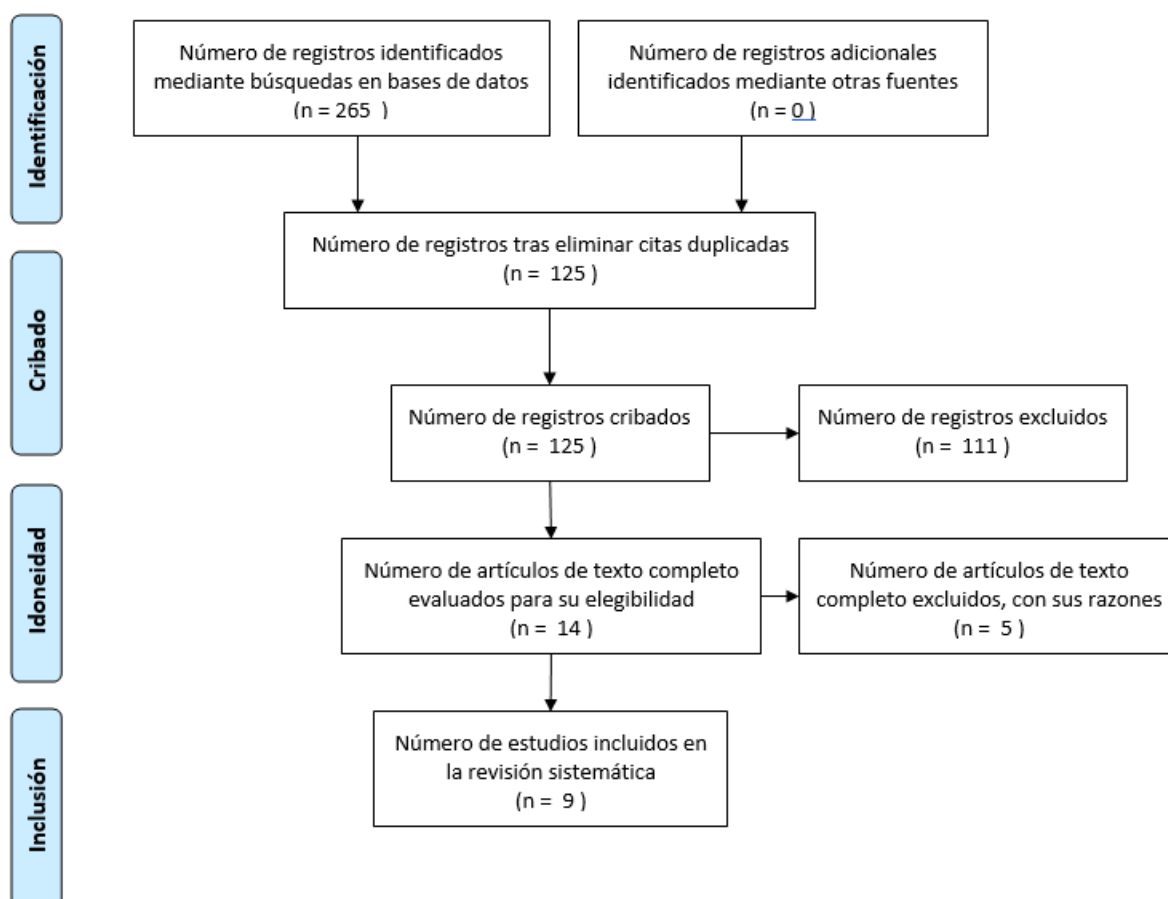 Identificación
Número de registros identificados
mediante búsquedas en bases de datos
(n = 265 )
Número de registros adicionales
identificados mediante otras fuentes
(n = 0 )
Número de registros tras eliminar citas duplicadas
(n = 125 )
Cribado
Número de registros cribados
(n = 125 )
Número de registros excluidos
(n = 111 )
Idoneidad
Número de artículos de texto completo
evaluados para su elegibilidad
(n = 14 )
Número de artículos de texto
completo excluidos, con sus razones
(n = 5 )
Inclusión
Número de estudios incluidos en
la revisión sistemática
(n = 9 )